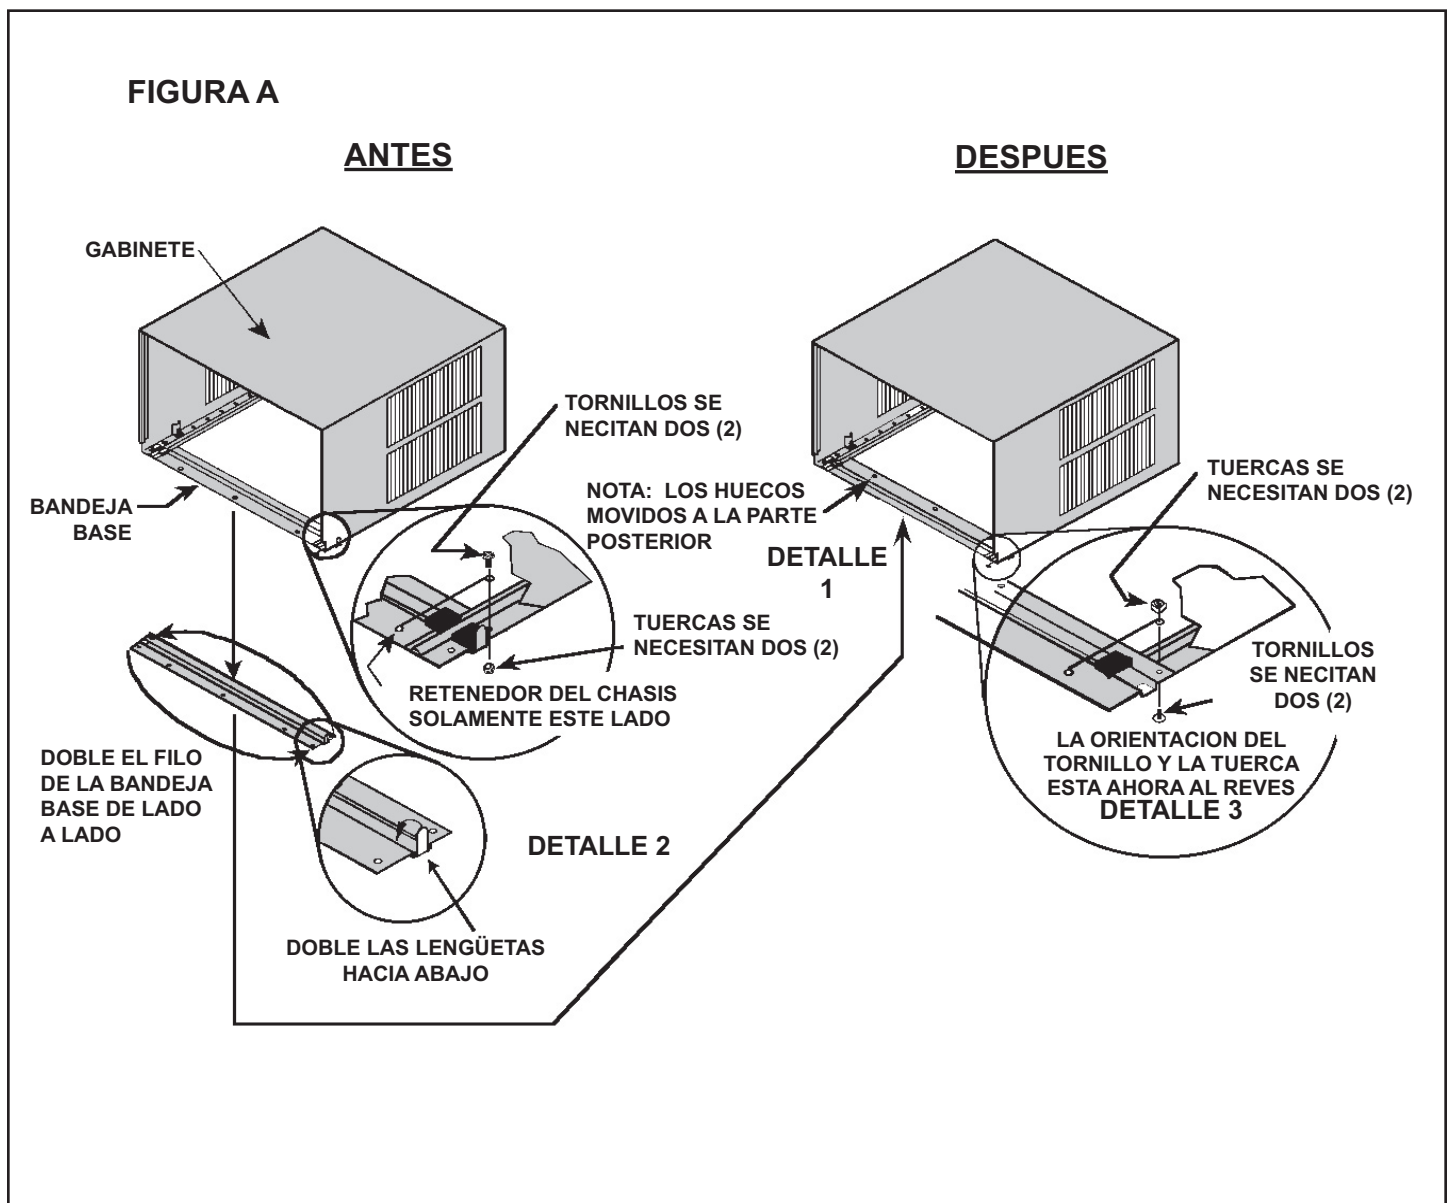 FIGURA A
ANTES
DESPUES
GABINETE
TORNILLOS SE
NECITAN DOS (2)
BANDEJA
BASE
NOTA: LOS HUECOS
MOVIDOS A LA PARTE
POSTERIOR
TUERCAS SE
NECESITAN DOS (2)
DETALLE
1
TUERCAS SE
NECESITAN DOS (2)
RETENEDOR DEL CHASIS
SOLAMENTE ESTE LADO
TORNILLOS
SE NECITAN
DOS (2)
LA ORIENTACION DEL
TORNILLO Y LA TUERCA
ESTA AHORA AL REVES
DETALLE 3
DOBLE EL FILO
DE LA BANDEJA
BASE DE LADO
A LADO
DETALLE 2
DOBLE LAS LENGÜETAS
HACIA ABAJO